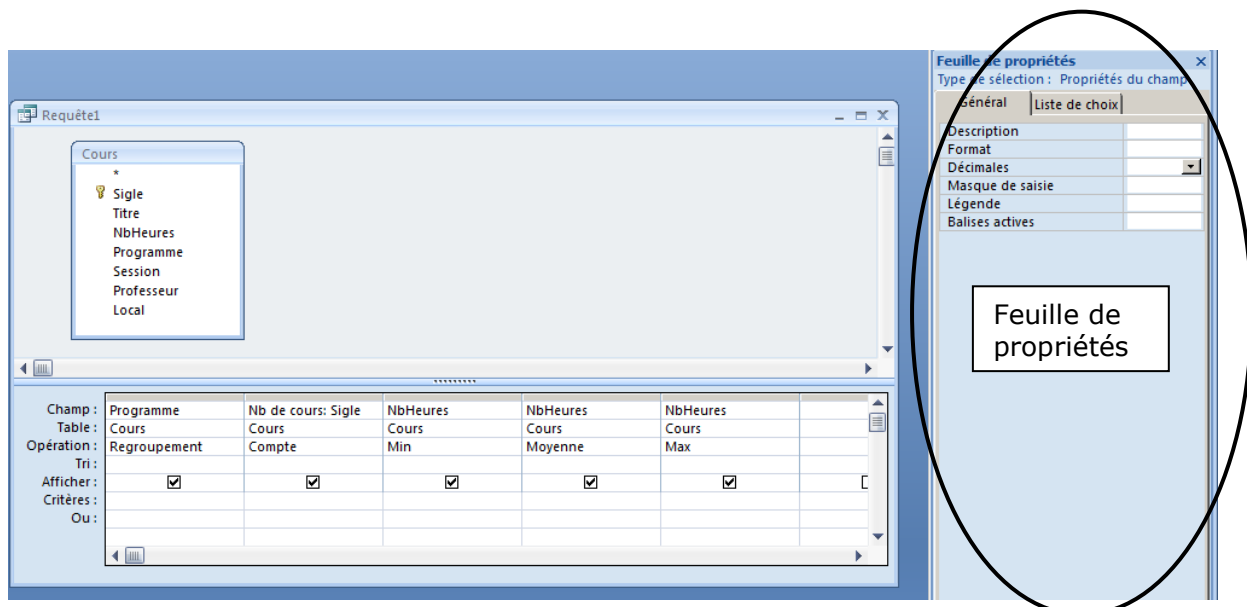 Feuille de propriétés
Type de sélection : Propriétés du champ
Général Liste de choix
Description
Format
Décimales
Masque de saisie
Légende
Balises actives
Feuille de
propriétés
Requête1
Cours
*
Sigle
Titre
NbHeures
Programme
Session
Professeur
Local
Champ : Programme Nb de cours: Sigle NbHeures NbHeures NbHeures
Table : Cours Cours Cours Cours Cours
Opération : Regroupement Compte Min Moyenne Max
Tri :
Afficher :
Critères :
Ou :